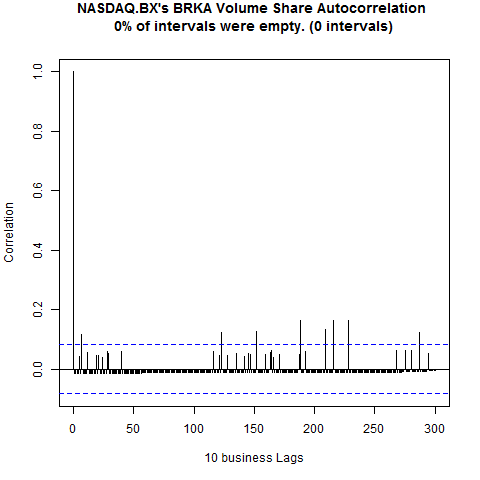 NASDAQ.BX's BRKA Volume Share Autocorrelation
0% of intervals were empty. (0 intervals)
1.0
0.8
0.6
0.4
0.2
0.0
Correlation
0 50 100 150 200 250 300
10 business Lags